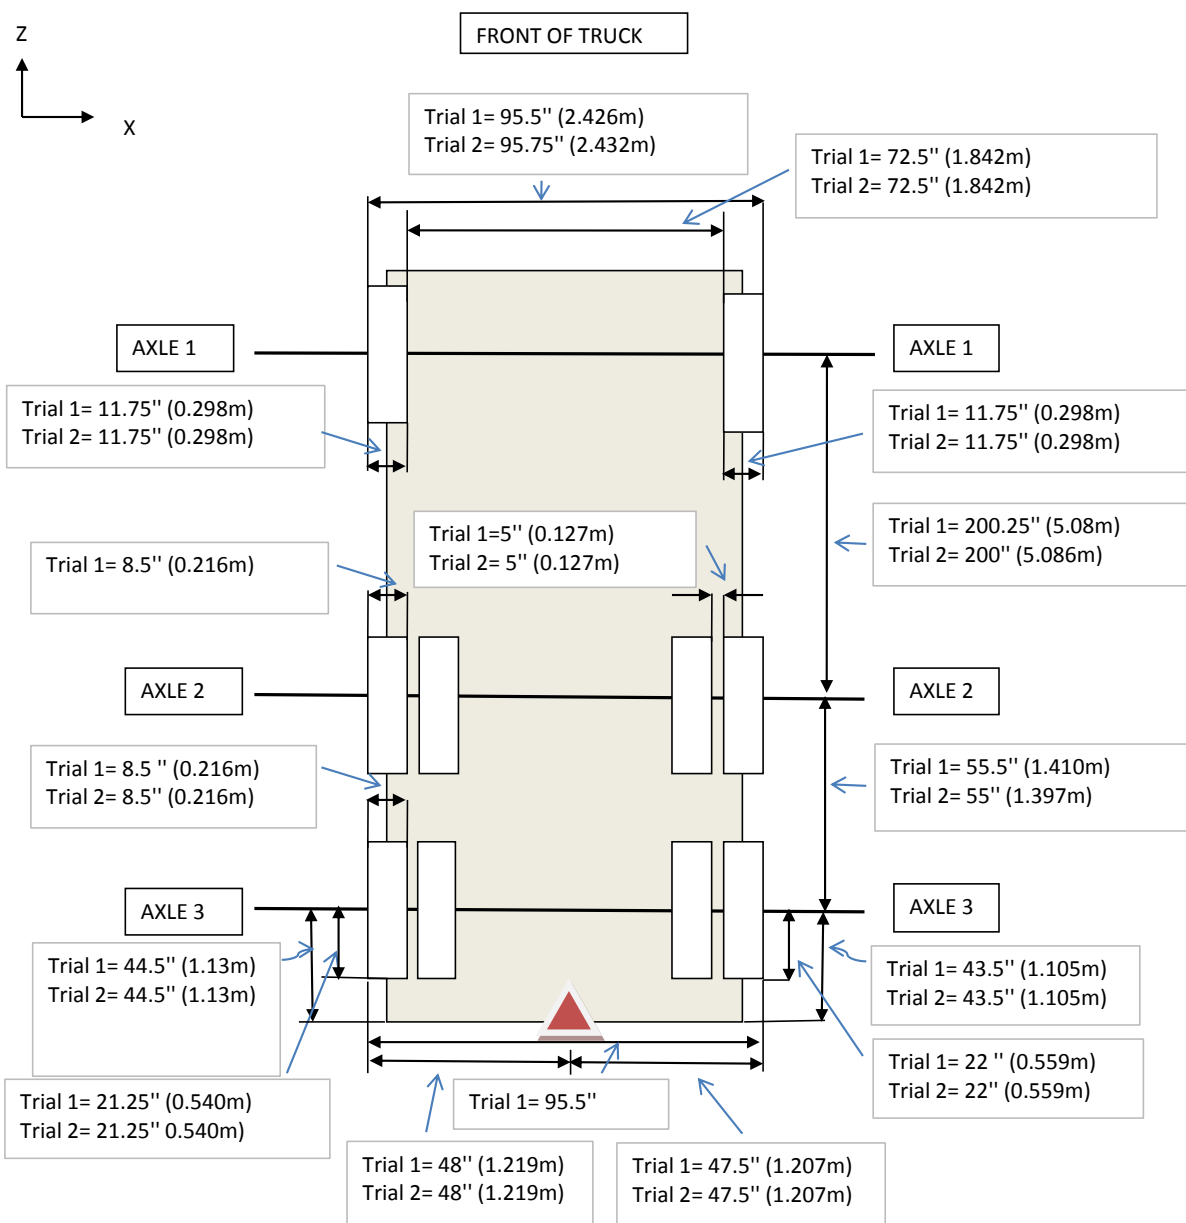 Z
FRONT OF TRUCK
X
Trial 1= 95.5'' (2.426m)
Trial 2= 95.75'' (2.432m)
Trial 1= 72.5'' (1.842m)
Trial 2= 72.5'' (1.842m)
AXLE 1
AXLE 1
Trial 1= 11.75'' (0.298m)
Trial 2= 11.75'' (0.298m)
Trial 1= 11.75'' (0.298m)
Trial 2= 11.75'' (0.298m)
Trial 1= 8.5'' (0.216m)
Trial 1=5'' (0.127m)
Trial 2= 5'' (0.127m)
Trial 1= 200.25'' (5.08m)
Trial 2= 200'' (5.086m)
AXLE 2
AXLE 2
Trial 1= 8.5 '' (0.216m)
Trial 2= 8.5'' (0.216m)
Trial 1= 55.5'' (1.410m)
Trial 2= 55'' (1.397m)
AXLE 3
AXLE 3
Trial 1= 44.5'' (1.13m)
Trial 2= 44.5'' (1.13m)
Trial 1= 43.5'' (1.105m)
Trial 2= 43.5'' (1.105m)
Trial 1= 22 '' (0.559m)
Trial 2= 22'' (0.559m)
Trial 1= 21.25'' (0.540m)
Trial 2= 21.25'' 0.540m)
Trial 1= 95.5''
Trial 1= 48'' (1.219m)
Trial 2= 48'' (1.219m)
Trial 1= 47.5'' (1.207m)
Trial 2= 47.5'' (1.207m)